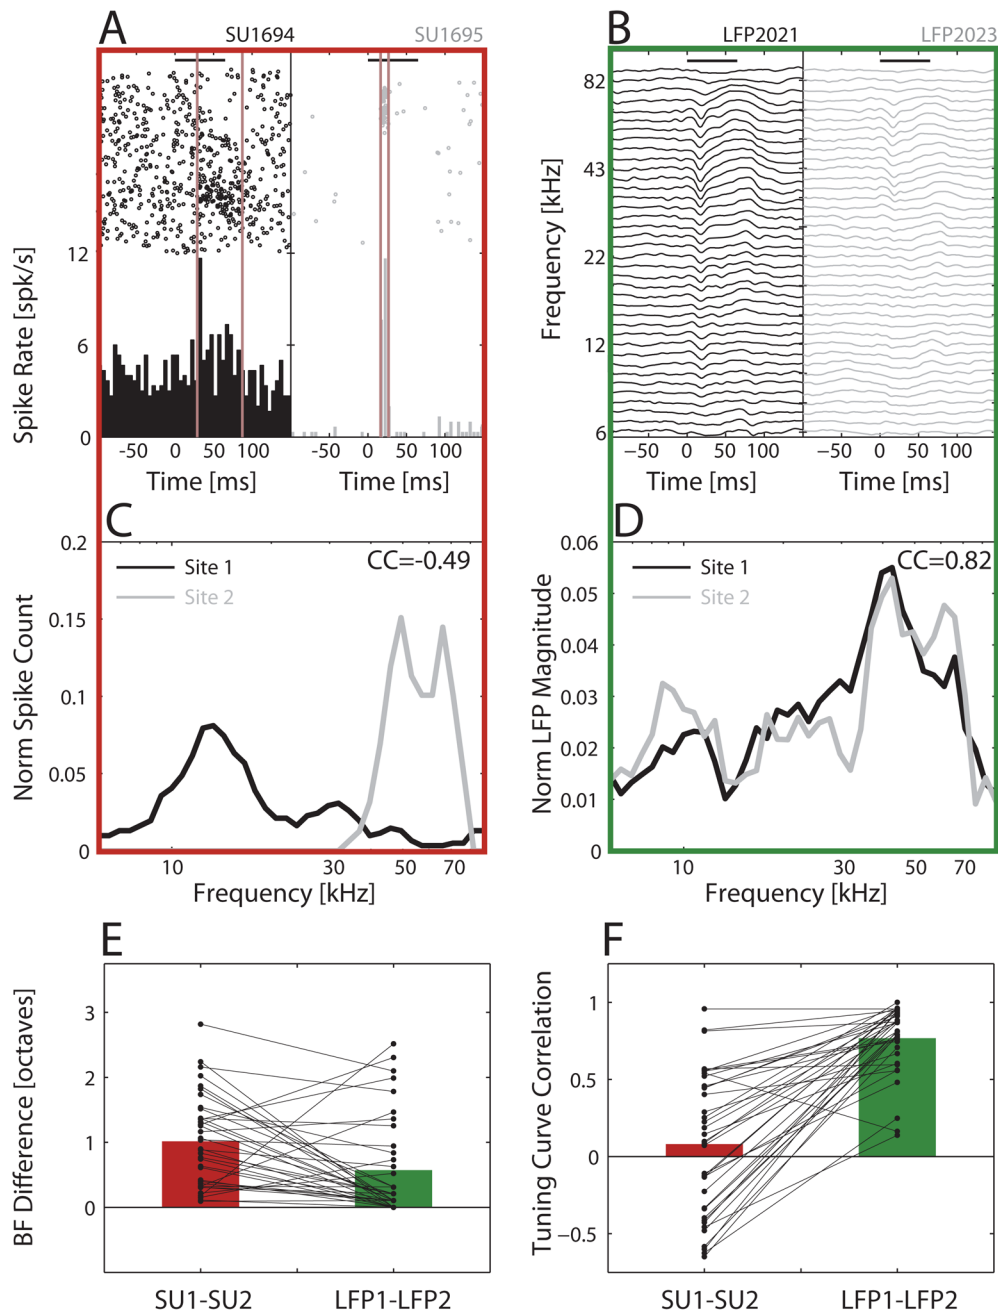 A
SU1694
SU1695
B
LFP2021
LFP2023
Spike Rate [spk/s]
12
6
0
-50 0 50 100
-50 0 50 100
Time [ms]
Time [ms]
Frequency [kHz]
82
43
22
12
6
−50 0 50 100
−50 0 50 100
Time [ms]
Time [ms]
C
Norm Spike Count
0.2
0.15
0.1
0.05
0
Site 1
Site 2
CC=-0.49
10 30 50 70
Frequency [kHz]
D
Norm LFP Magnitude
0.06
0.05
0.04
0.03
0.02
0.01
0
Site 1
Site 2
CC=0.82
10 30 50 70
Frequency [kHz]
E
BF Difference [octaves]
3
2
1
0
SU1-SU2 LFP1-LFP2
F
Tuning Curve Correlation
1
0.5
0
−0.5
SU1-SU2 LFP1-LFP2